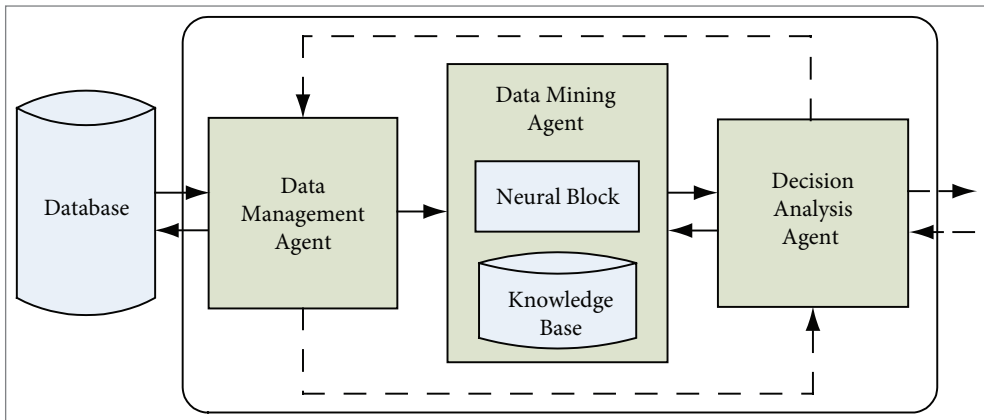 Database
Data
Management
Agent
Data Mining
Agent
Neural Block
Knowledge
Base
Decision
Analysis
Agent